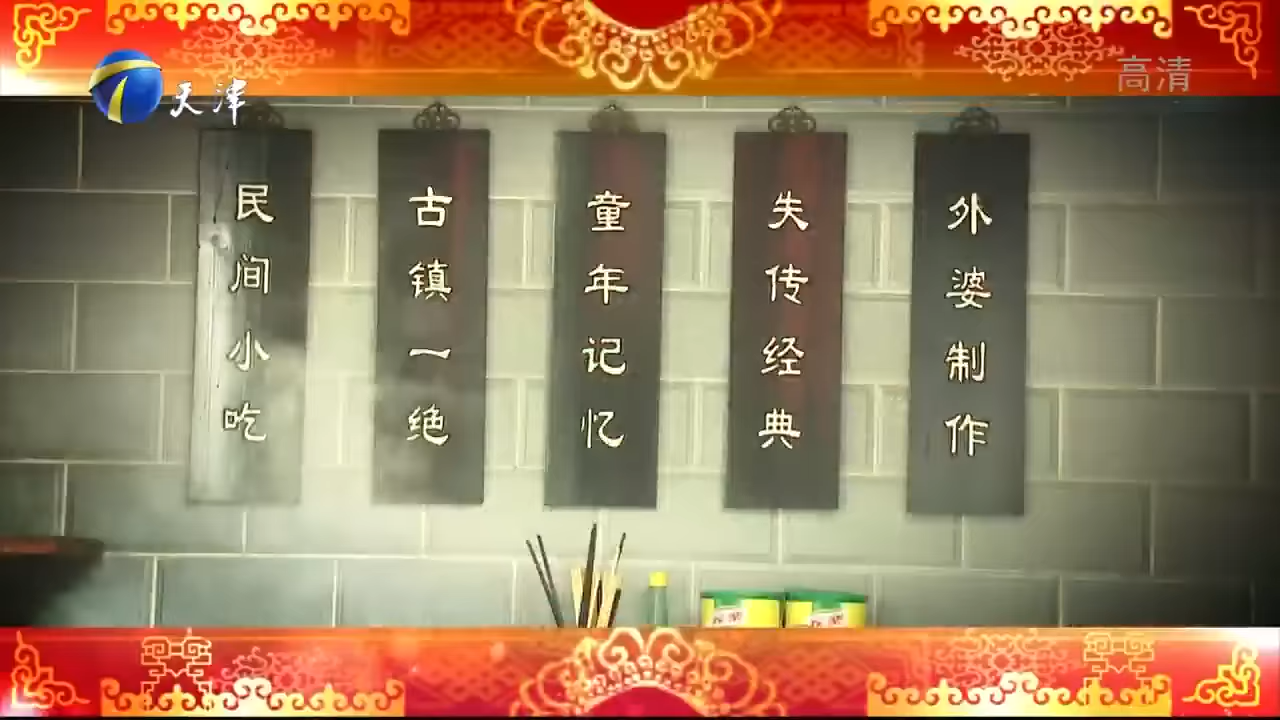 天津
高清
民间小吃
古镇一绝
童年记忆
失传经典
外婆制作